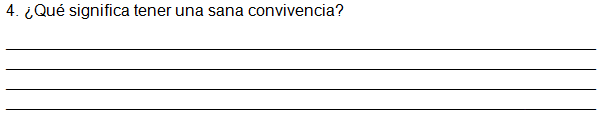 4. ¿Qué significa tener una sana convivencia?